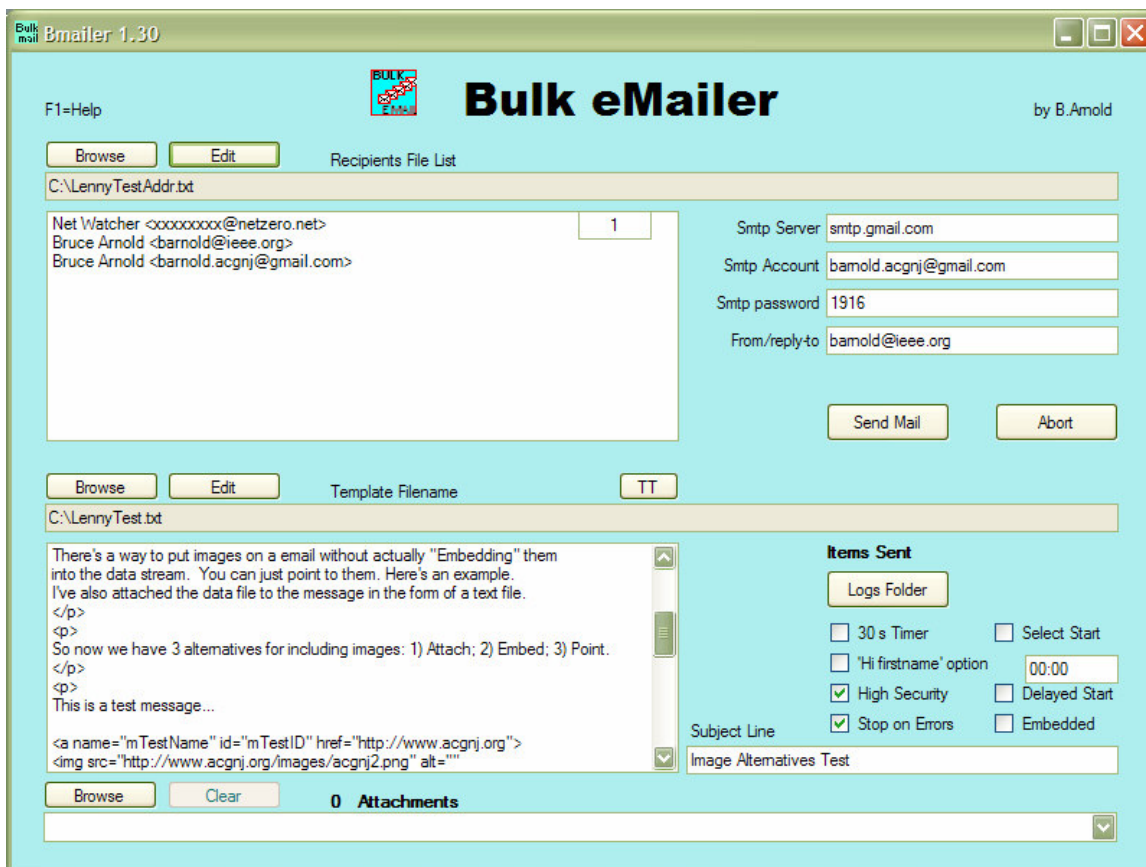 Bulk mail Bmailer 1.30
BULK EMAIL
Bulk eMailer
F1=Help
by B.Arnold
Browse Edit Recipients File List
C:\LennyTestAddr.txt
Net Watcher <xxxxxxxx@netzero.net>
1
Bruce Arnold <barnold@ieee.org>
Bruce Arnold <barnold.acgnj@gmail.com>
Smtp Server smtp.gmail.com
Smtp Account barnold.acgnj@gmail.com
Smtp password 1916
From/reply-to barnold@ieee.org
Send Mail Abort
Browse Edit Template Filename TT
C:\LennyTest.txt
There's a way to put images on a email without actually "Embedding" them
into the data stream. You can just point to them. Here's an example.
I've also attached the data file to the message in the form of a text file.
</p>
<p>
So now we have 3 alternatives for including images: 1) Attach; 2) Embed; 3) Point.
</p>
<p>
This is a test message...
<a name="mTestName" id="mTestID" href="http://www.acgnj.org">
<img src="http://www.acgnj.org/images/acgnj2.png" alt=""
Items Sent
Logs Folder
30 s Timer Select Start
'Hi firstname' option 00:00
High Security Delayed Start
Stop on Errors Embedded
Subject Line
Image Alternatives Test
Browse Clear 0 Attachments